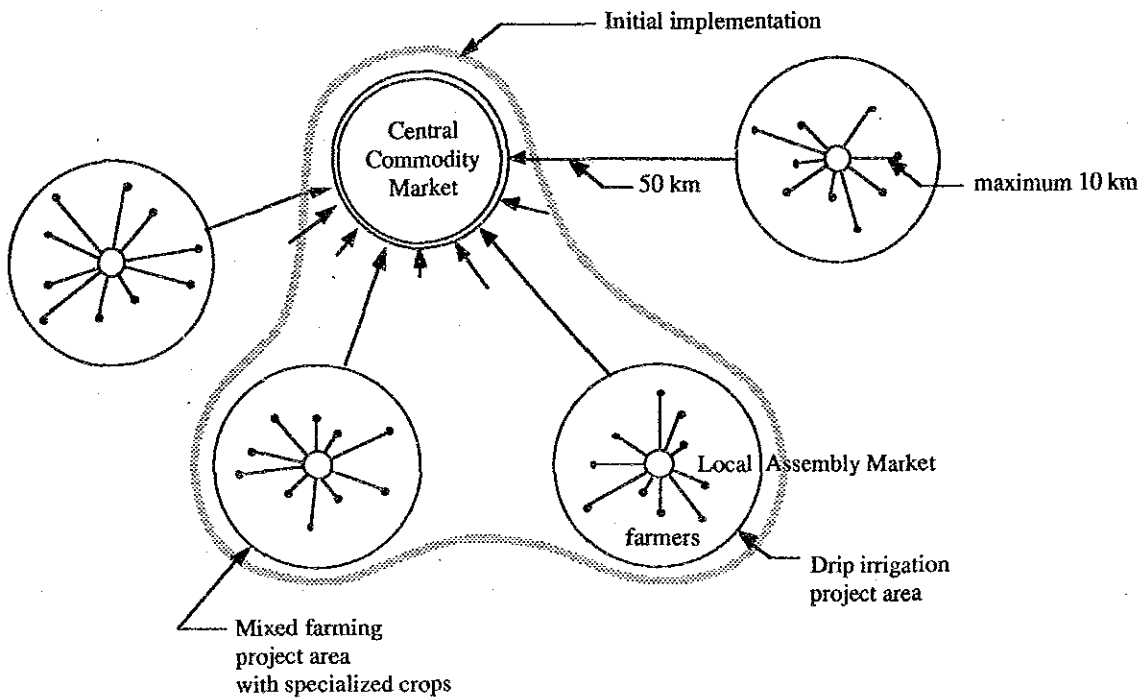 Initial implementation
Central
Commodity
Market
50 km
maximum 10 km
Local Assembly Market
farmers
Drip irrigation
project area
Mixed farming
project area
with specialized crops